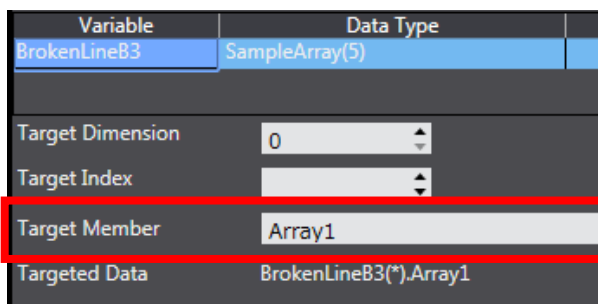 Variable Data Type
BrokenLineB3 SampleArray(5)
Target Dimension 0
Target Index
Target Member Array1
Targeted Data BrokenLineB3(*).Array1